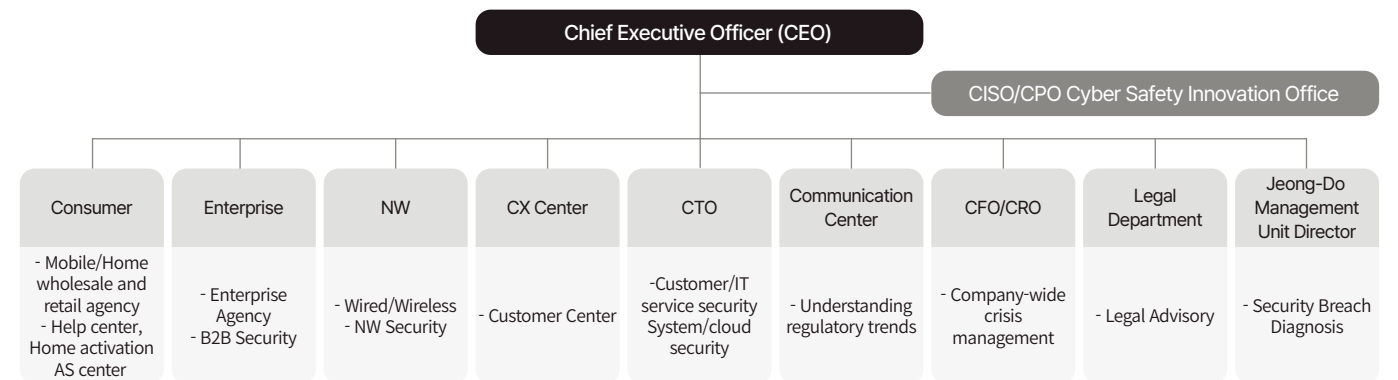 Chief Executive Officer (CEO)
CISO/CPO Cyber Safety Innovation Office
Consumer
- Mobile/Home
wholesale and
retail agency
- Help center,
Home activation
AS center
Enterprise
- Enterprise
Agency
- B2B Security
NW
- Wired/Wireless
- NW Security
CX Center
- Customer Center
CTO
-Customer/IT
service security
System/cloud
security
Communication
Center
- Understanding
regulatory trends
CFO/CRO
- Company-wide
crisis
management
Legal
Department
- Legal Advisory
Jeong-Do
Management
Unit Director
- Security Breach
Diagnosis